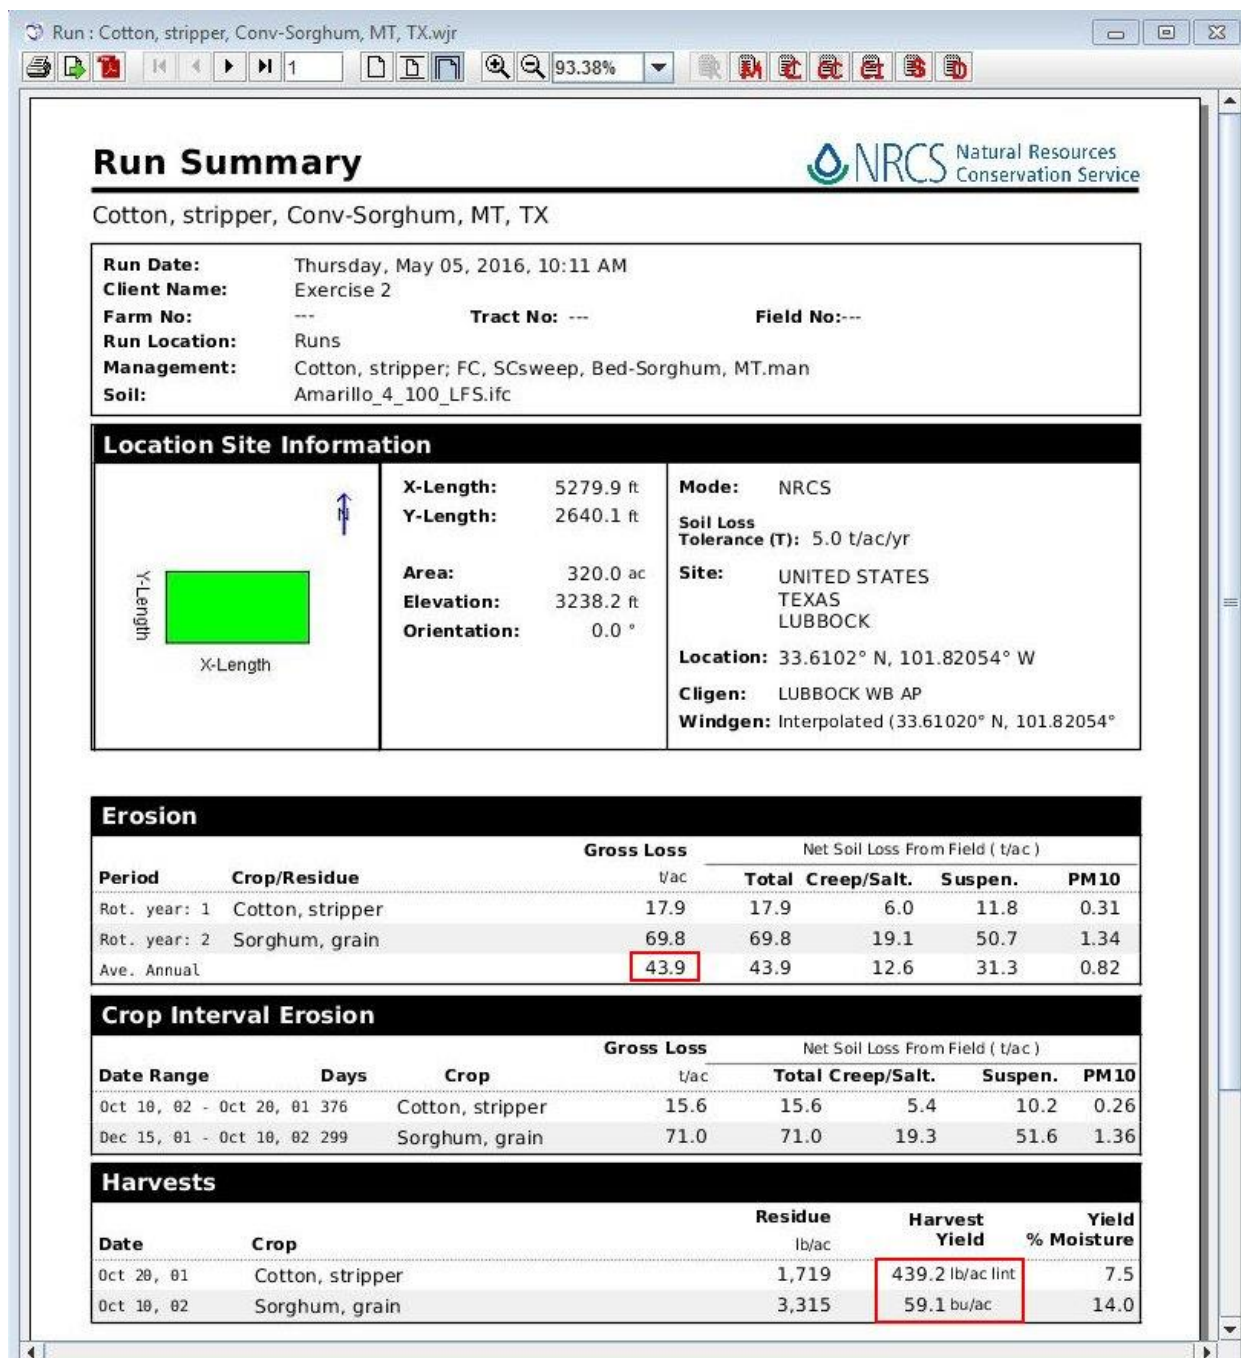 Run : Cotton, stripper, Conv-Sorghum, MT, TX.wjr
1 93.38%
Run Summary
NRCS Natural Resources
Conservation Service
Cotton, stripper, Conv-Sorghum, MT, TX
Run Date: Thursday, May 05, 2016, 10:11 AM
Client Name: Exercise 2
Farm No: --- Tract No: --- Field No:---
Run Location: Runs
Management: Cotton, stripper; FC, SCsweep, Bed-Sorghum, MT.man
Soil: Amarillo_4_100_LFS.ifc
Location Site Information
N
Y-Length
X-Length
X-Length: 5279.9 ft
Y-Length: 2640.1 ft
Area: 320.0 ac
Elevation: 3238.2 ft
Orientation: 0.0 °
Mode: NRCS
Soil Loss
Tolerance (T): 5.0 t/ac/yr
Site: UNITED STATES
TEXAS
LUBBOCK
Location: 33.6102° N, 101.82054° W
Cligen: LUBBOCK WB AP
Windgen: Interpolated (33.61020° N, 101.82054°
Erosion
Gross Loss Net Soil Loss From Field ( t/ac )
Period Crop/Residue t/ac Total Creep/Salt. Suspen. PM10
Rot. year: 1 Cotton, stripper 17.9 17.9 6.0 11.8 0.31
Rot. year: 2 Sorghum, grain 69.8 69.8 19.1 50.7 1.34
Ave. Annual 43.9 43.9 12.6 31.3 0.82
Crop Interval Erosion
Gross Loss Net Soil Loss From Field ( t/ac )
Date Range Days Crop t/ac Total Creep/Salt. Suspen. PM10
Oct 10, 02 - Oct 20, 01 376 Cotton, stripper 15.6 15.6 5.4 10.2 0.26
Dec 15, 01 - Oct 10, 02 299 Sorghum, grain 71.0 71.0 19.3 51.6 1.36
Harvests
Residue Harvest Yield
Date Crop lb/ac Yield % Moisture
Oct 20, 01 Cotton, stripper 1,719 439.2 lb/ac lint 7.5
Oct 10, 02 Sorghum, grain 3,315 59.1 bu/ac 14.0